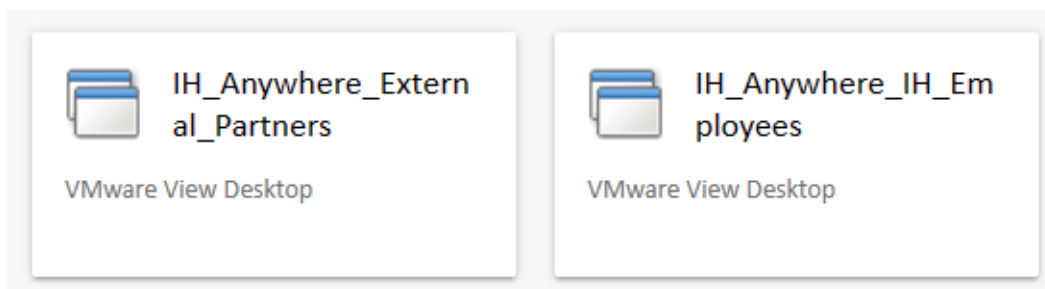 IH_Anywhere_Extern
al_Partners
VMware View Desktop
IH_Anywhere_IH_Em
ployees
VMware View Desktop